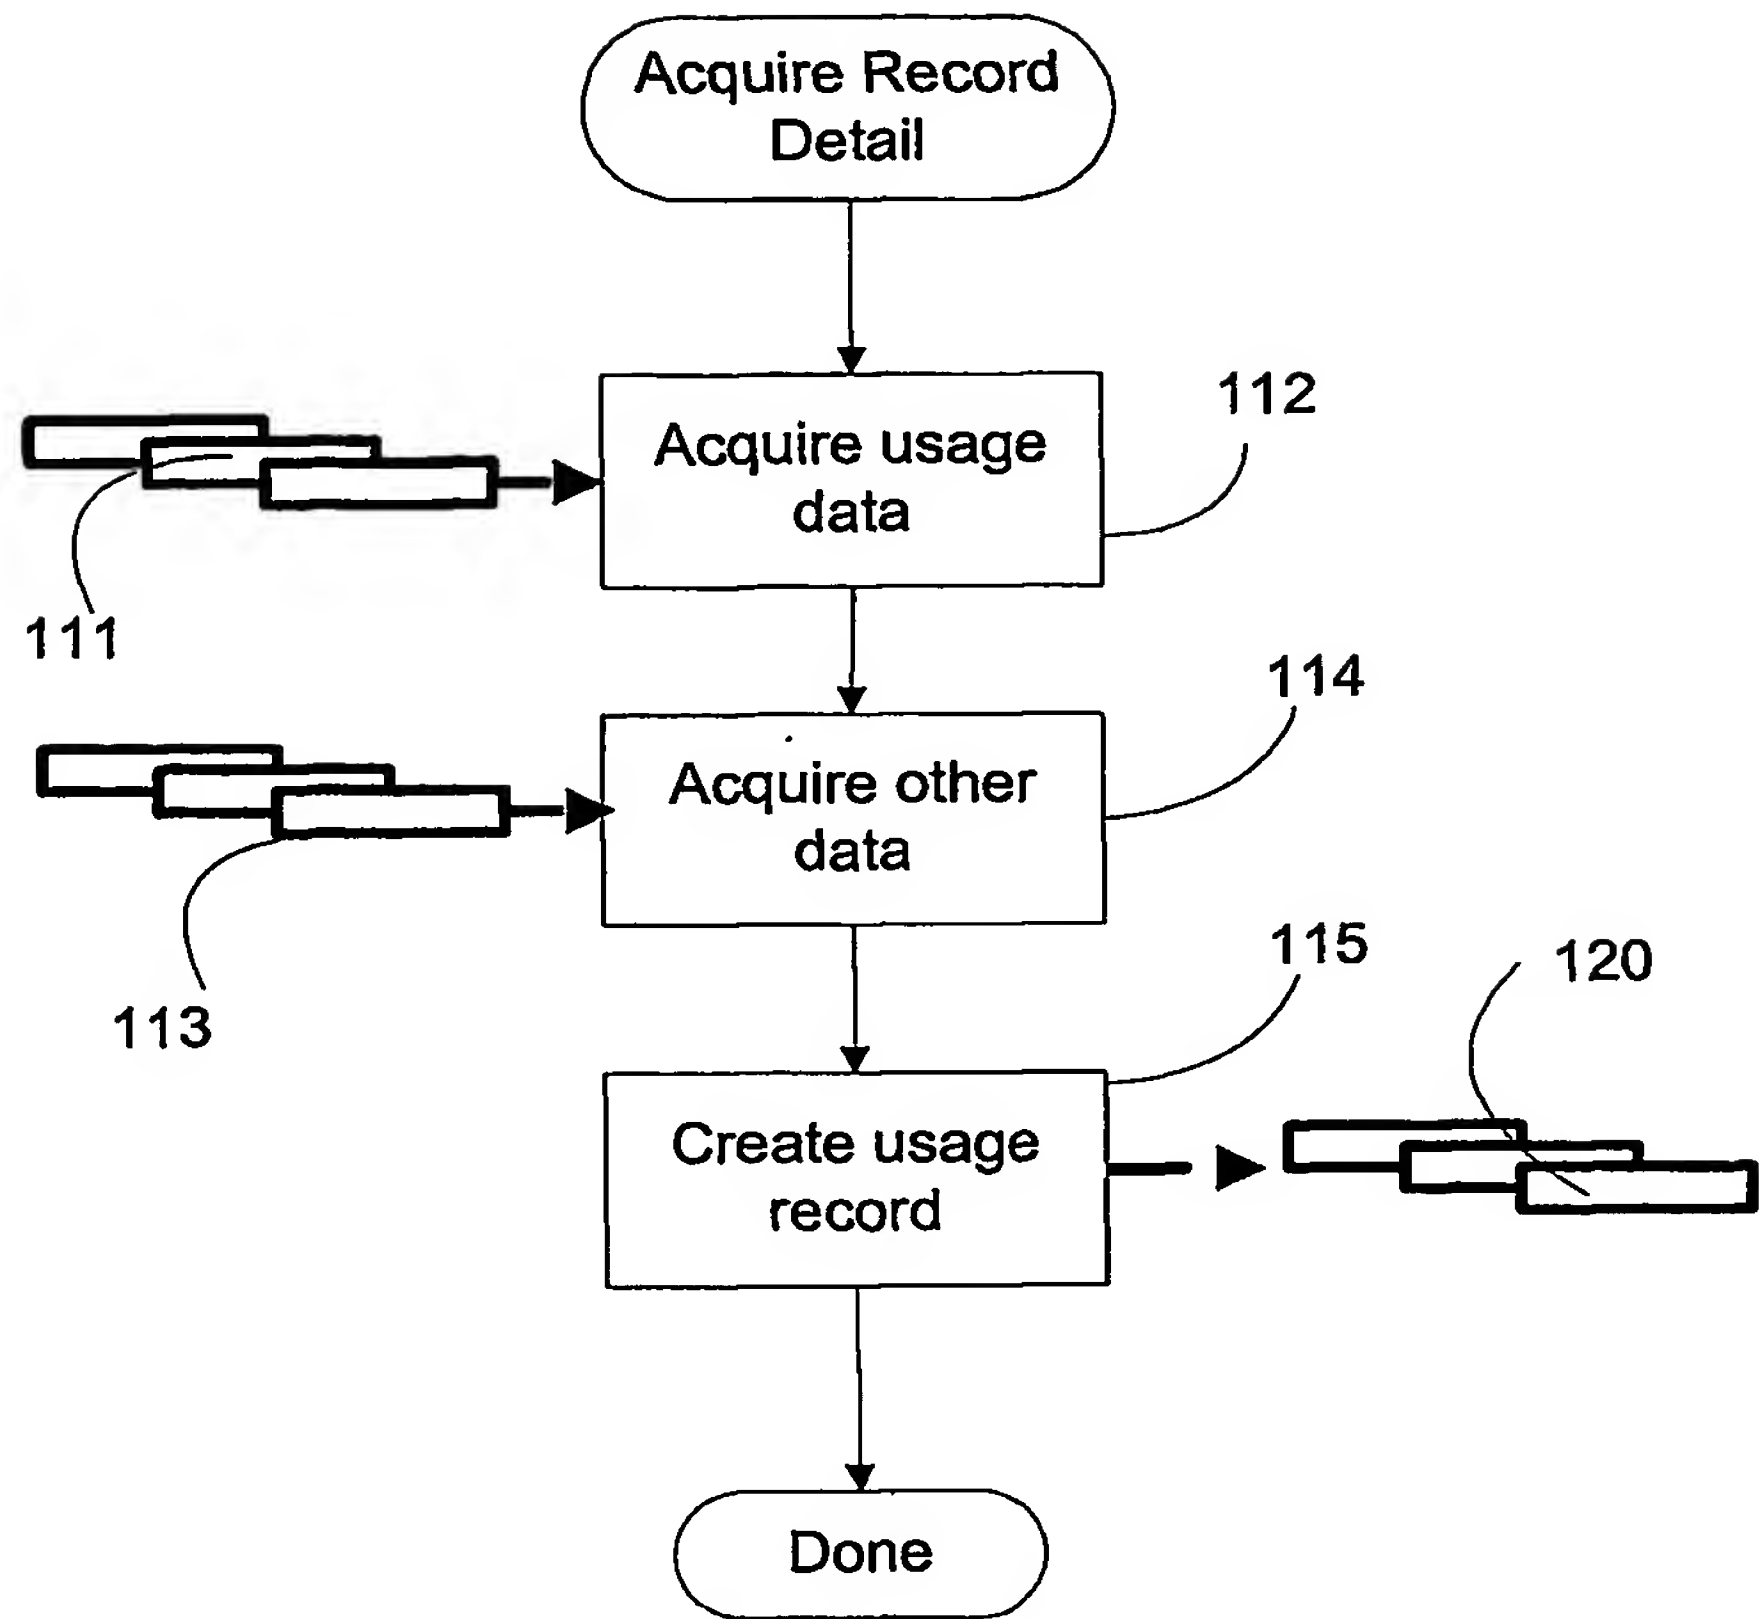 Acquire Record
Detail
112
Acquire usage
data
111
114
Acquire other
data
113
115
120
Create usage
record
Done